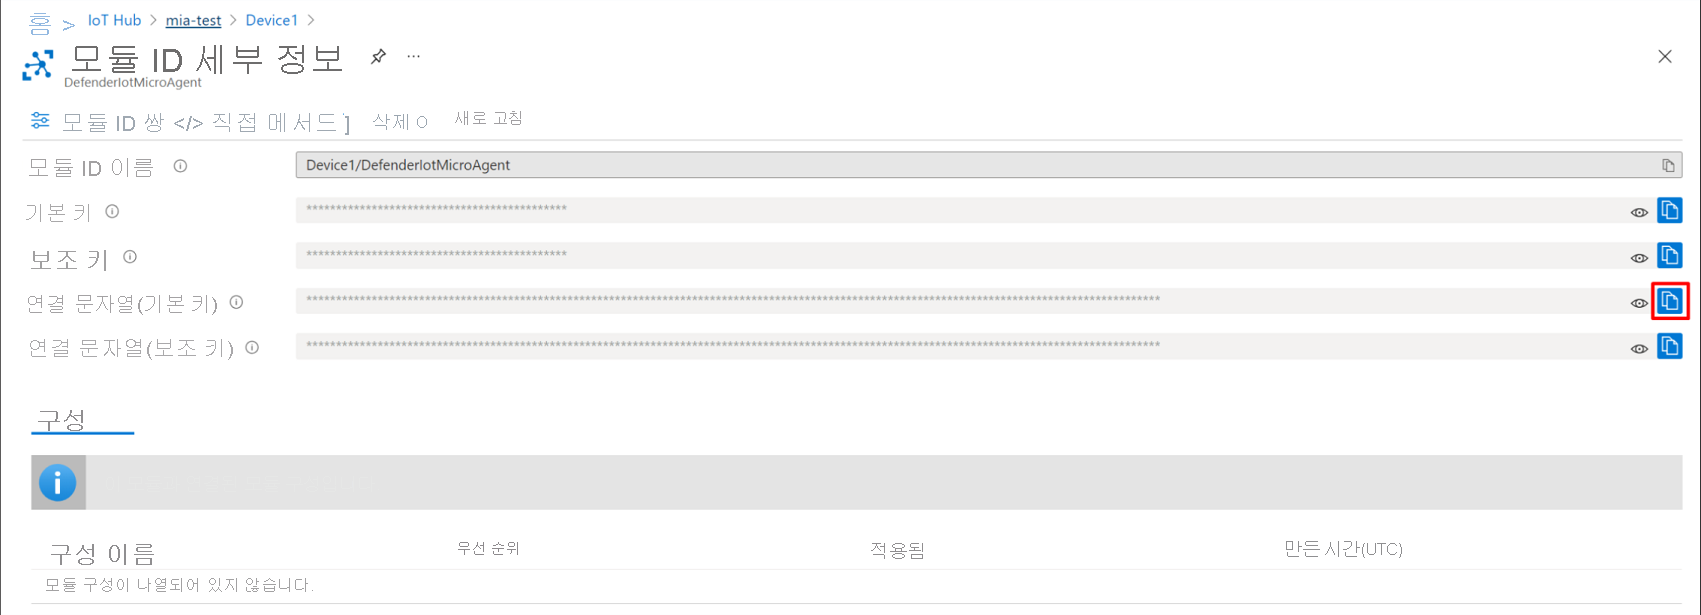 홈 > IoT Hub > mia-test > Device1 >
모듈 ID 세부 정보 ...
DefenderIotMicroAgent
모듈 ID 쌍 </> 직접 메서드 ] 삭제 새로 고침
모듈 ID 이름 Device1/DefenderIotMicroAgent
기본 키 ********************************************
보조 키 ********************************************
연결 문자열(기본 키)
연결 문자열(보조 키)
구성
구성 이름 우선 순위 적용됨 만든 시간(UTC)
모듈 구성이 나열되어 있지 않습니다.